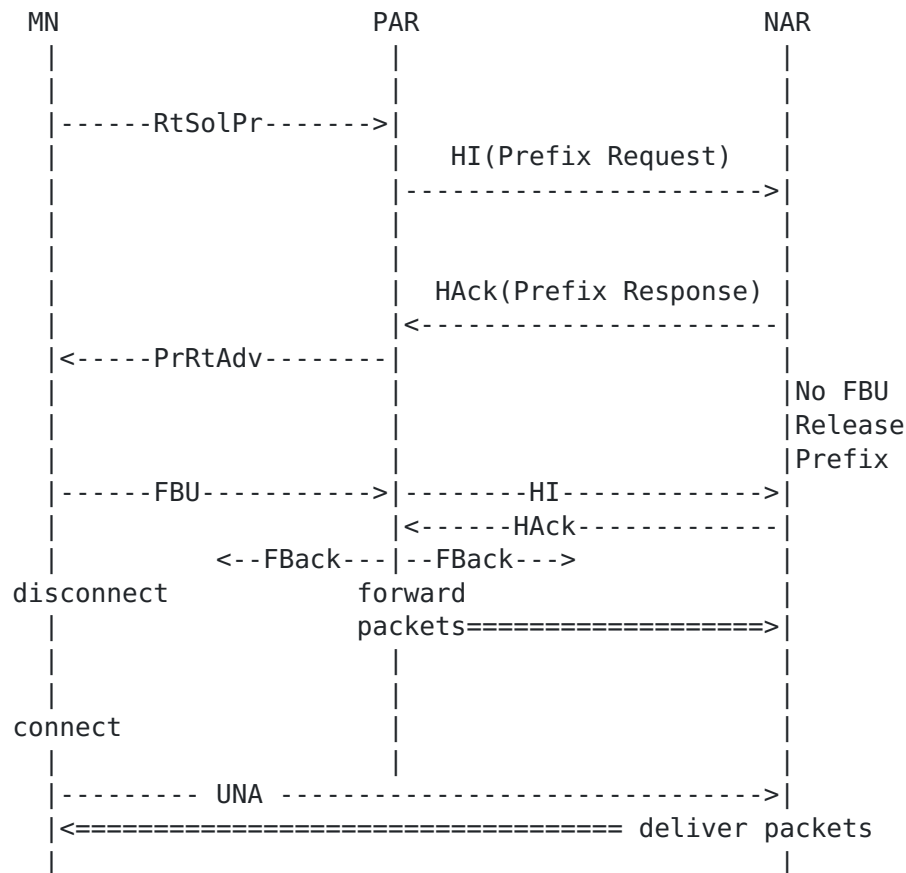 MN PAR NAR
|------RtSolPr------->|
HI(Prefix Request)
|----------------------->|
HAck(Prefix Response)
|<-----------------------|
|<-----PrRtAdv--------|
|No FBU
|Release
|Prefix
|------FBU----------->|--------HI------------->|
|<------HAck-------------|
<--FBack---|--FBack--->
disconnect forward
packets===================>|
connect
|--------- UNA ------------------------------->|
|<=================================== deliver packets